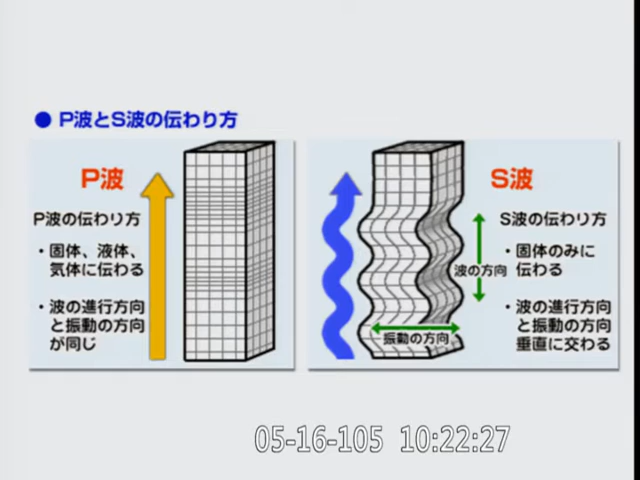 ● P波とS波の伝わり方
P波
P波の伝わり方
・固体、液体、
気体に伝わる
・波の進行方向
と振動の方向
が同じ
S波
S波の伝わり方
・固体のみに
伝わる
・波の進行方向
と振動の方向
垂直に交わる
波の方向
振動の方向
05-16-105 10:22:27